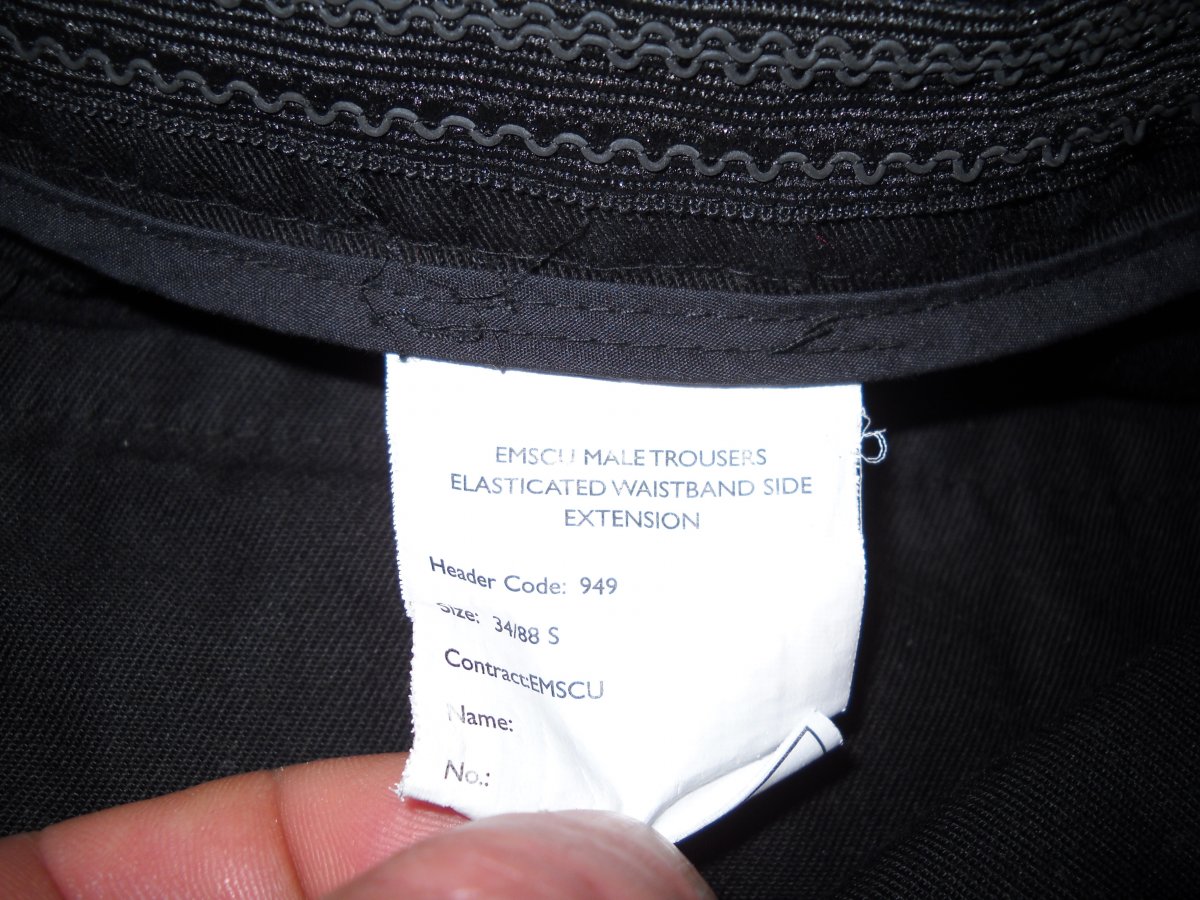 EMSCU MALE TROUSERS
ELASTICATED WAISTBAND SIDE
EXTENSION
Header Code: 949
Size: 34/88 S
Contract:EMSCU
Name:
No.: